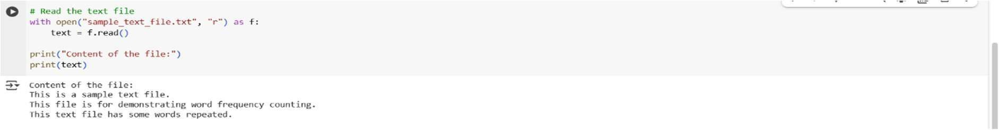 # Read the text file
with open("sample_text_file.txt", "r") as f:
    text = f.read()
print("Content of the file:")
print(text)
Content of the file:
This is a sample text file.
This file is for demonstrating word frequency counting.
This text file has some words repeated.